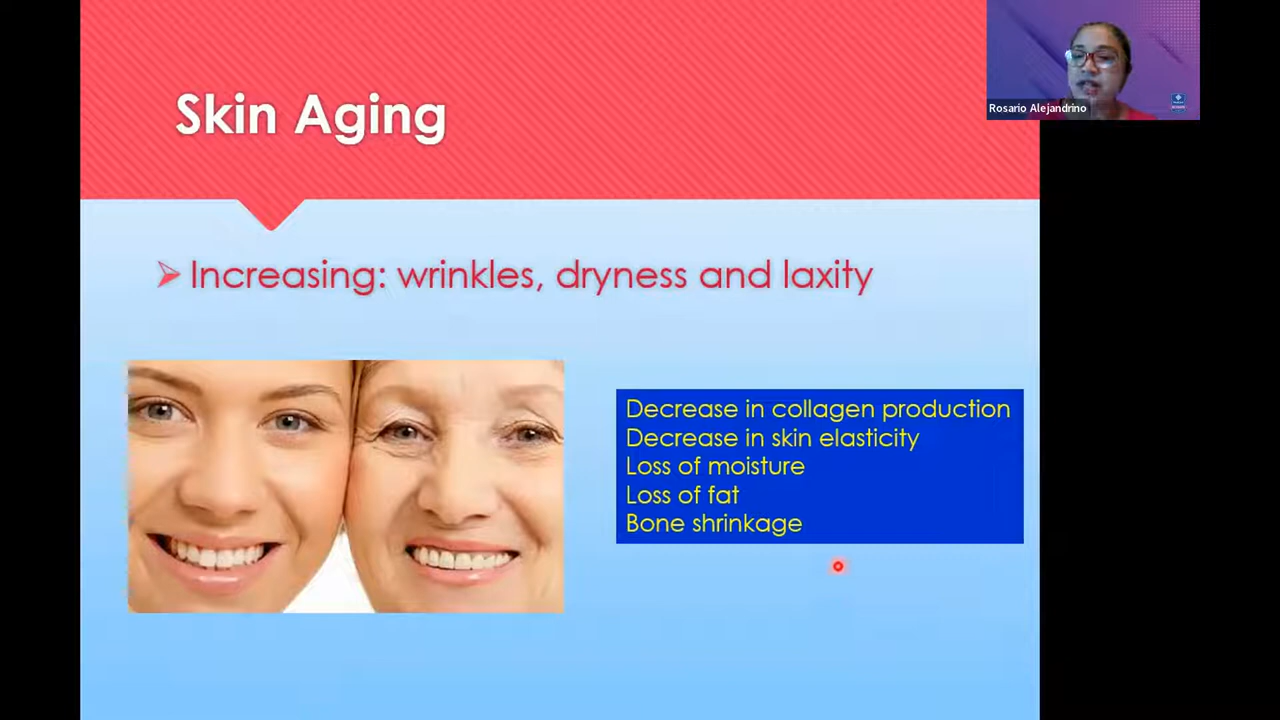 Skin Aging
Rosario Alejandrino
Increasing: wrinkles, dryness and laxity
Decrease in collagen production
Decrease in skin elasticity
Loss of moisture
Loss of fat
Bone shrinkage